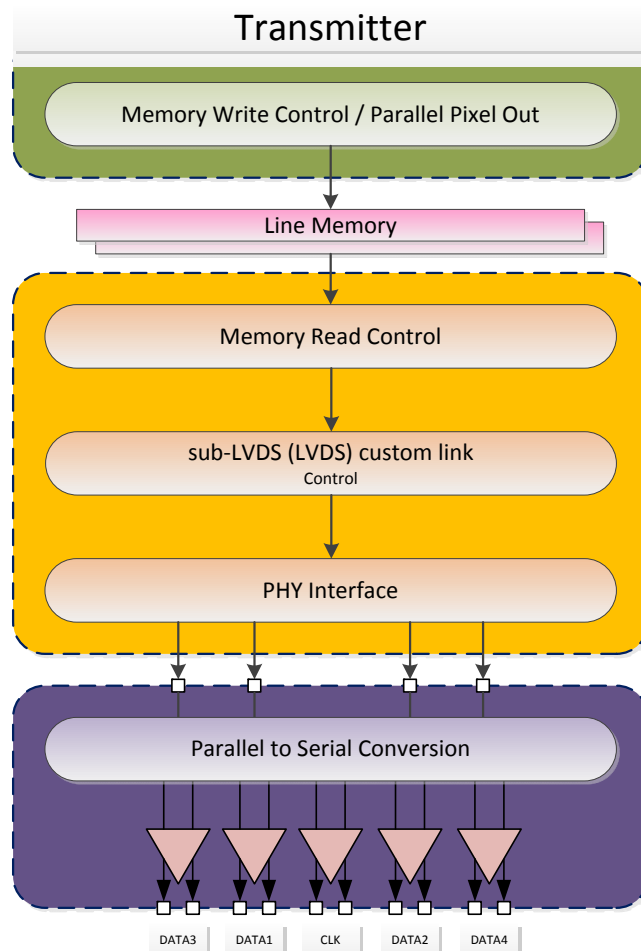 Transmitter
Memory Write Control / Parallel Pixel Out
Line Memory
Memory Read Control
sub-LVDS (LVDS) custom link
Control
PHY Interface
Parallel to Serial Conversion
DATA3 DATA1 CLK DATA2 DATA4